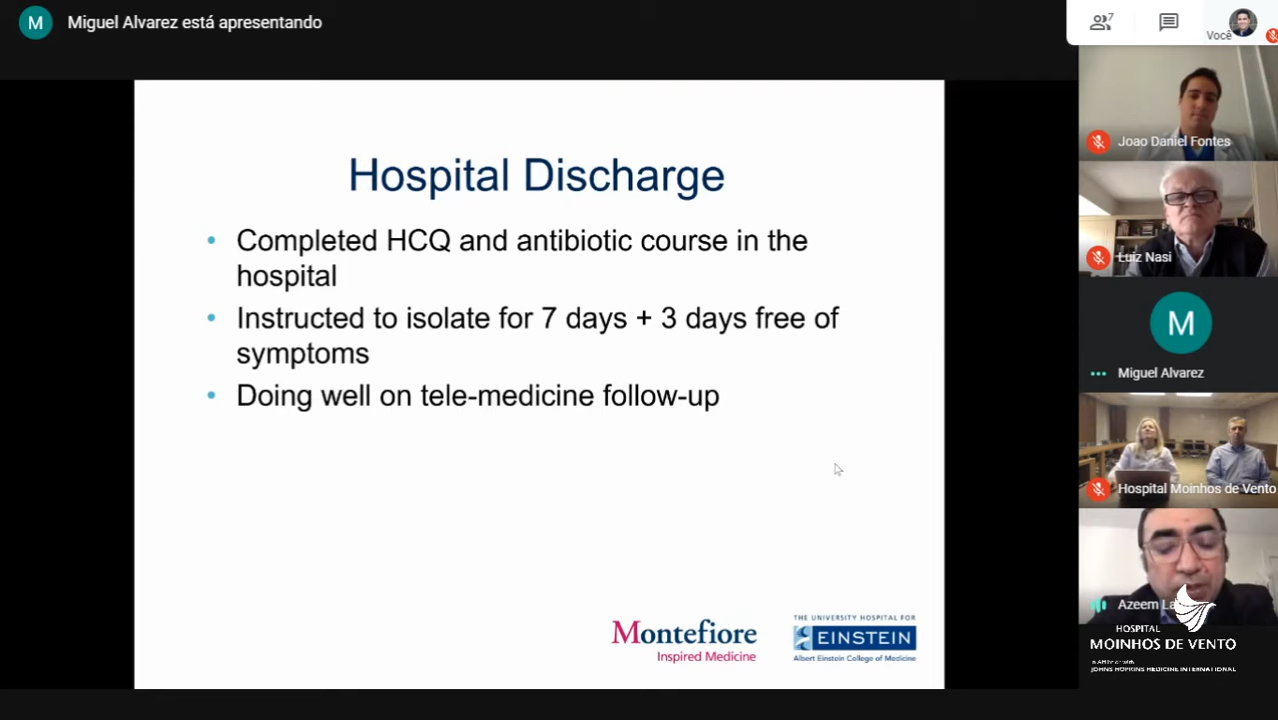 M
Miguel Alvarez está apresentando
7
Você
Hospital Discharge
• Completed HCQ and antibiotic course in the
hospital
• Instructed to isolate for 7 days + 3 days free of
symptoms
• Doing well on tele-medicine follow-up
Montefiore
Inspired Medicine
THE UNIVERSITY HOSPITAL FOR
EINSTEIN
Albert Einstein College of Medicine
Joao Daniel Fontes
Luiz Nasi
M
Miguel Alvarez
Hospital Moinhos de Vento
Azeem
HOSPITAL
MOINHOS DE VENTO
JOHNS HOPKINS MEDICINE INTERNATIONAL